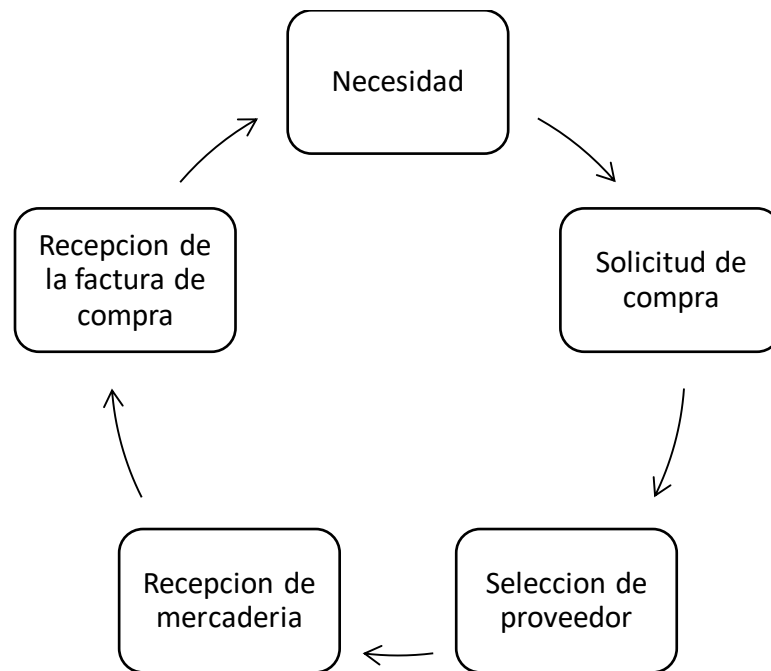 Necesidad
Solicitud de
compra
Seleccion de
proveedor
Recepcion de
mercaderia
Recepcion de
la factura de
compra